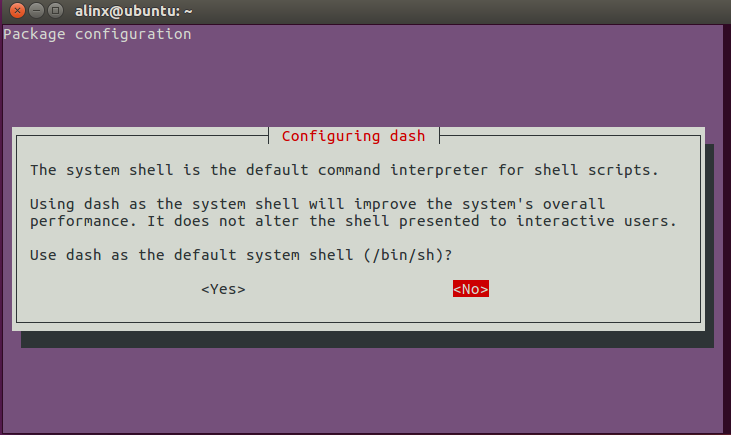 alinx@ubuntu: ~
Package configuration
Configuring dash
The system shell is the default command interpreter for shell scripts.
Using dash as the system shell will improve the system's overall
performance. It does not alter the shell presented to interactive users.
Use dash as the default system shell (/bin/sh)?
<Yes> <No>